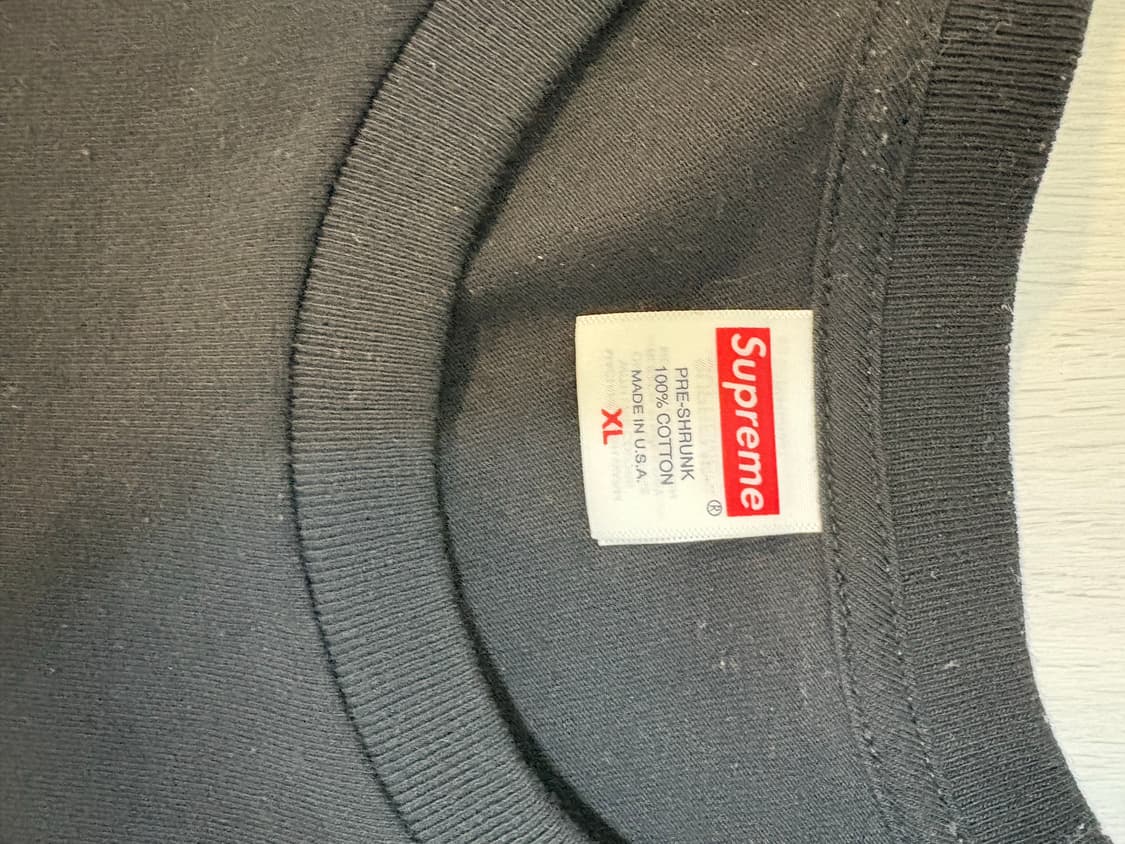 Supreme
®
PRE-SHRUNK
100% COTTON
MADE IN U.S.A.
XL